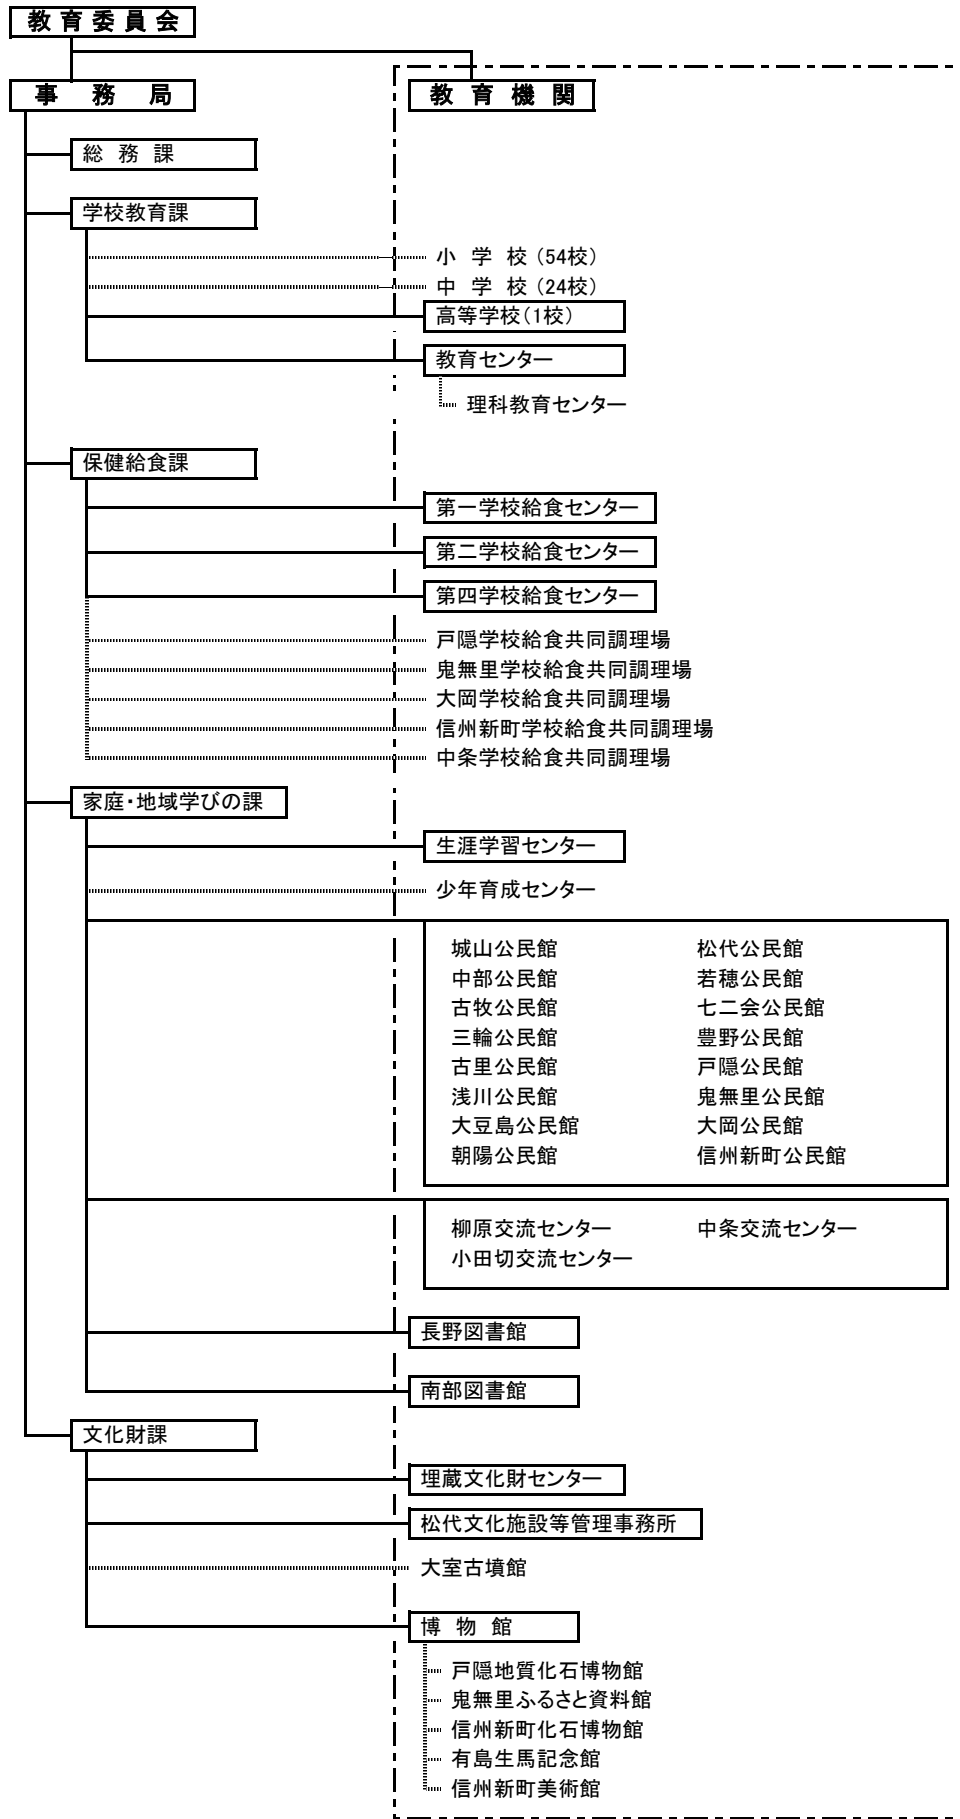 教育委員会
事務局
教育機関
総務課
学校教育課
小学校（54校）
中学校（24校）
高等学校（1校）
教育センター
理科教育センター
保健給食課
第一学校給食センター
第二学校給食センター
第四学校給食センター
戸隠学校給食共同調理場
鬼無里学校給食共同調理場
大岡学校給食共同調理場
信州新町学校給食共同調理場
中条学校給食共同調理場
家庭・地域学びの課
生涯学習センター
少年育成センター
城山公民館 松代公民館
中部公民館 若穂公民館
古牧公民館 七二会公民館
三輪公民館 豊野公民館
古里公民館 戸隠公民館
浅川公民館 鬼無里公民館
大豆島公民館 大岡公民館
朝陽公民館 信州新町公民館
柳原交流センター 中条交流センター
小田切交流センター
長野図書館
南部図書館
文化財課
埋蔵文化財センター
松代文化施設等管理事務所
大室古墳館
博物館
戸隠地質化石博物館
鬼無里ふるさと資料館
信州新町化石博物館
有島生馬記念館
信州新町美術館